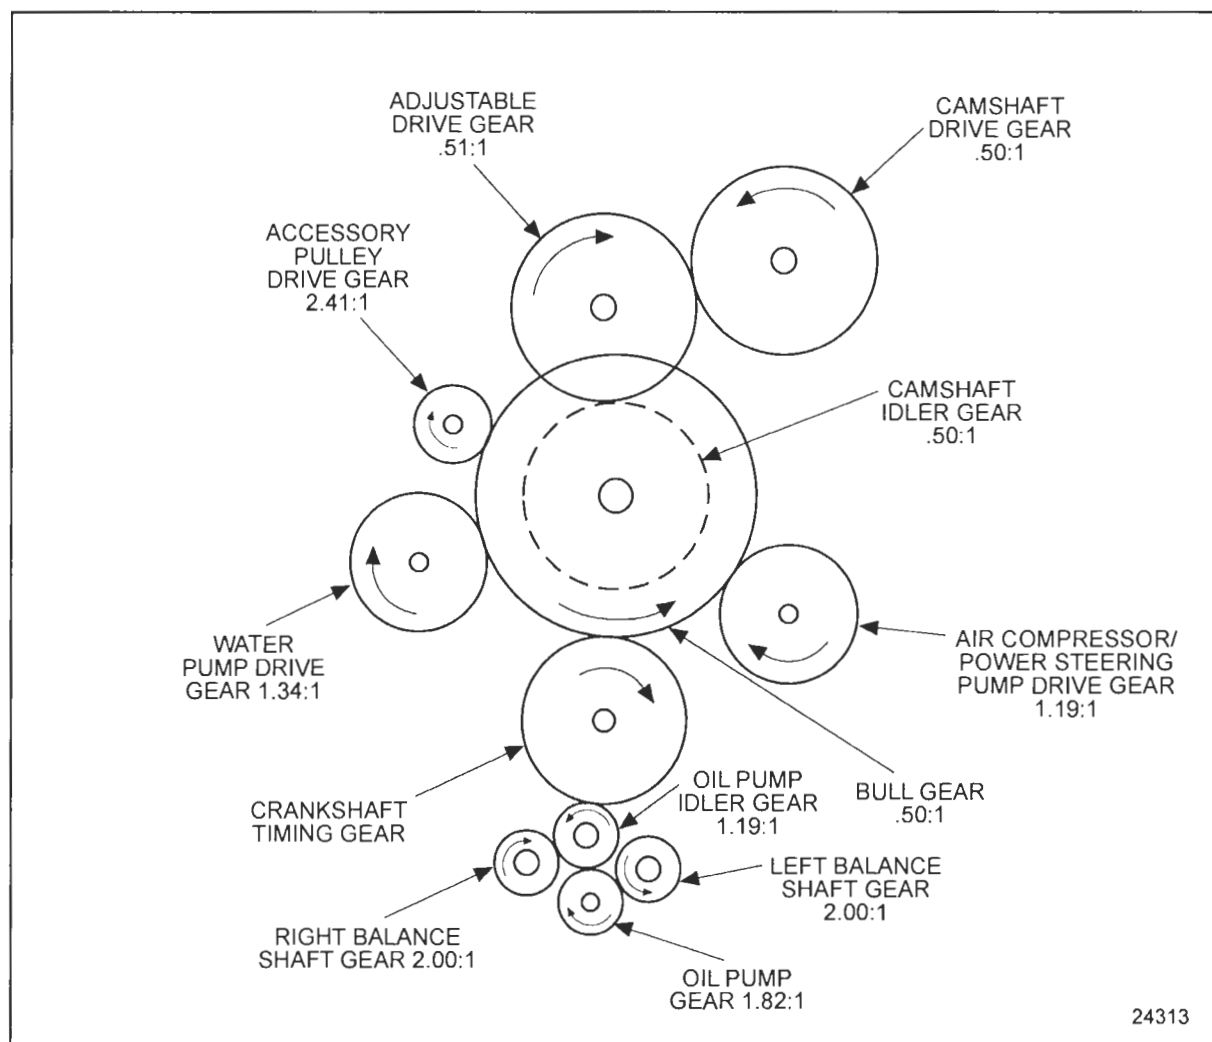 ADJUSTABLE
DRIVE GEAR
.51:1
CAMSHAFT
DRIVE GEAR
.50:1
ACCESSORY
PULLEY
DRIVE GEAR
2.41:1
CAMSHAFT
IDLER GEAR
.50:1
WATER
PUMP DRIVE
GEAR 1.34:1
AIR COMPRESSOR/
POWER STEERING
PUMP DRIVE GEAR
1.19:1
CRANKSHAFT
TIMING GEAR
OIL PUMP
IDLER GEAR
1.19:1
BULL GEAR
.50:1
LEFT BALANCE
SHAFT GEAR
2.00:1
RIGHT BALANCE
SHAFT GEAR 2.00:1
OIL PUMP
GEAR 1.82:1
24313